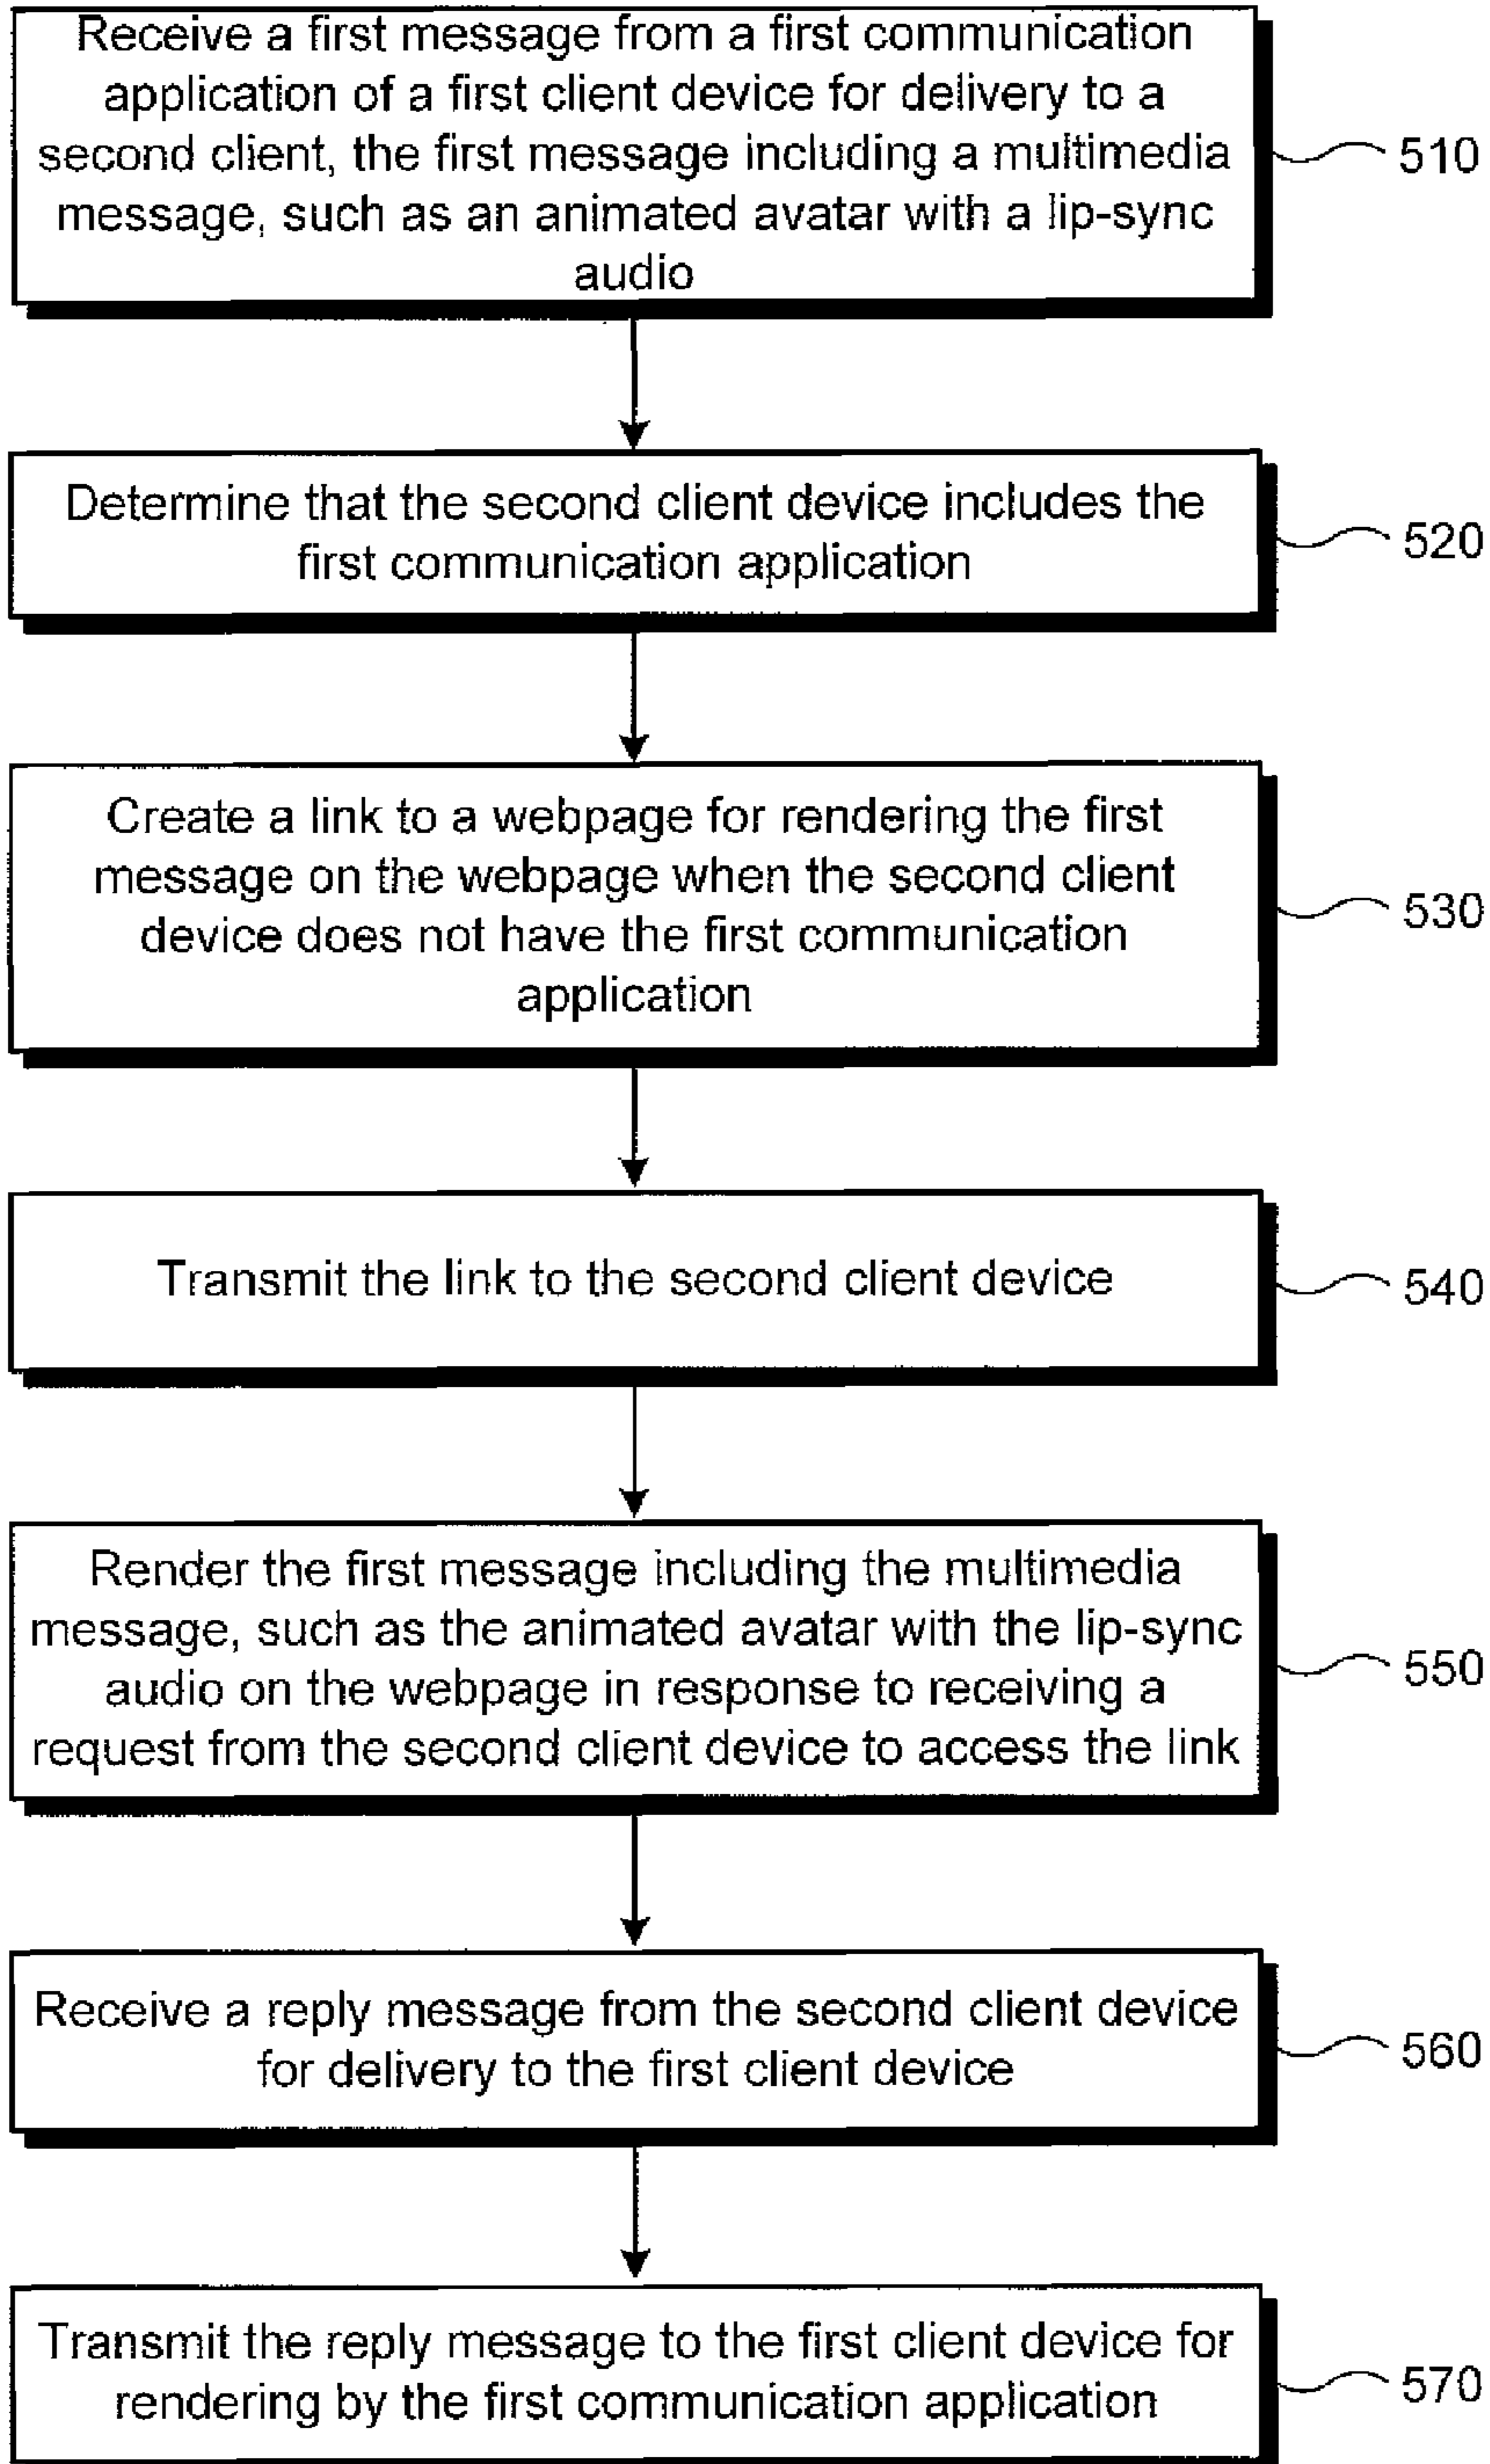 Receive a first message from a first communication
application of a first client device for delivery to a
second client, the first message including a multimedia
message, such as an animated avatar with a lip-sync
audio
510
Determine that the second client device includes the
first communication application
520
Create a link to a webpage for rendering the first
message on the webpage when the second client
device does not have the first communication
application
530
Transmit the link to the second client device
540
Render the first message including the multimedia
message, such as the animated avatar with the lip-sync
audio on the webpage in response to receiving a
request from the second client device to access the link
550
Receive a reply message from the second client device
for delivery to the first client device
560
Transmit the reply message to the first client device for
rendering by the first communication application
570